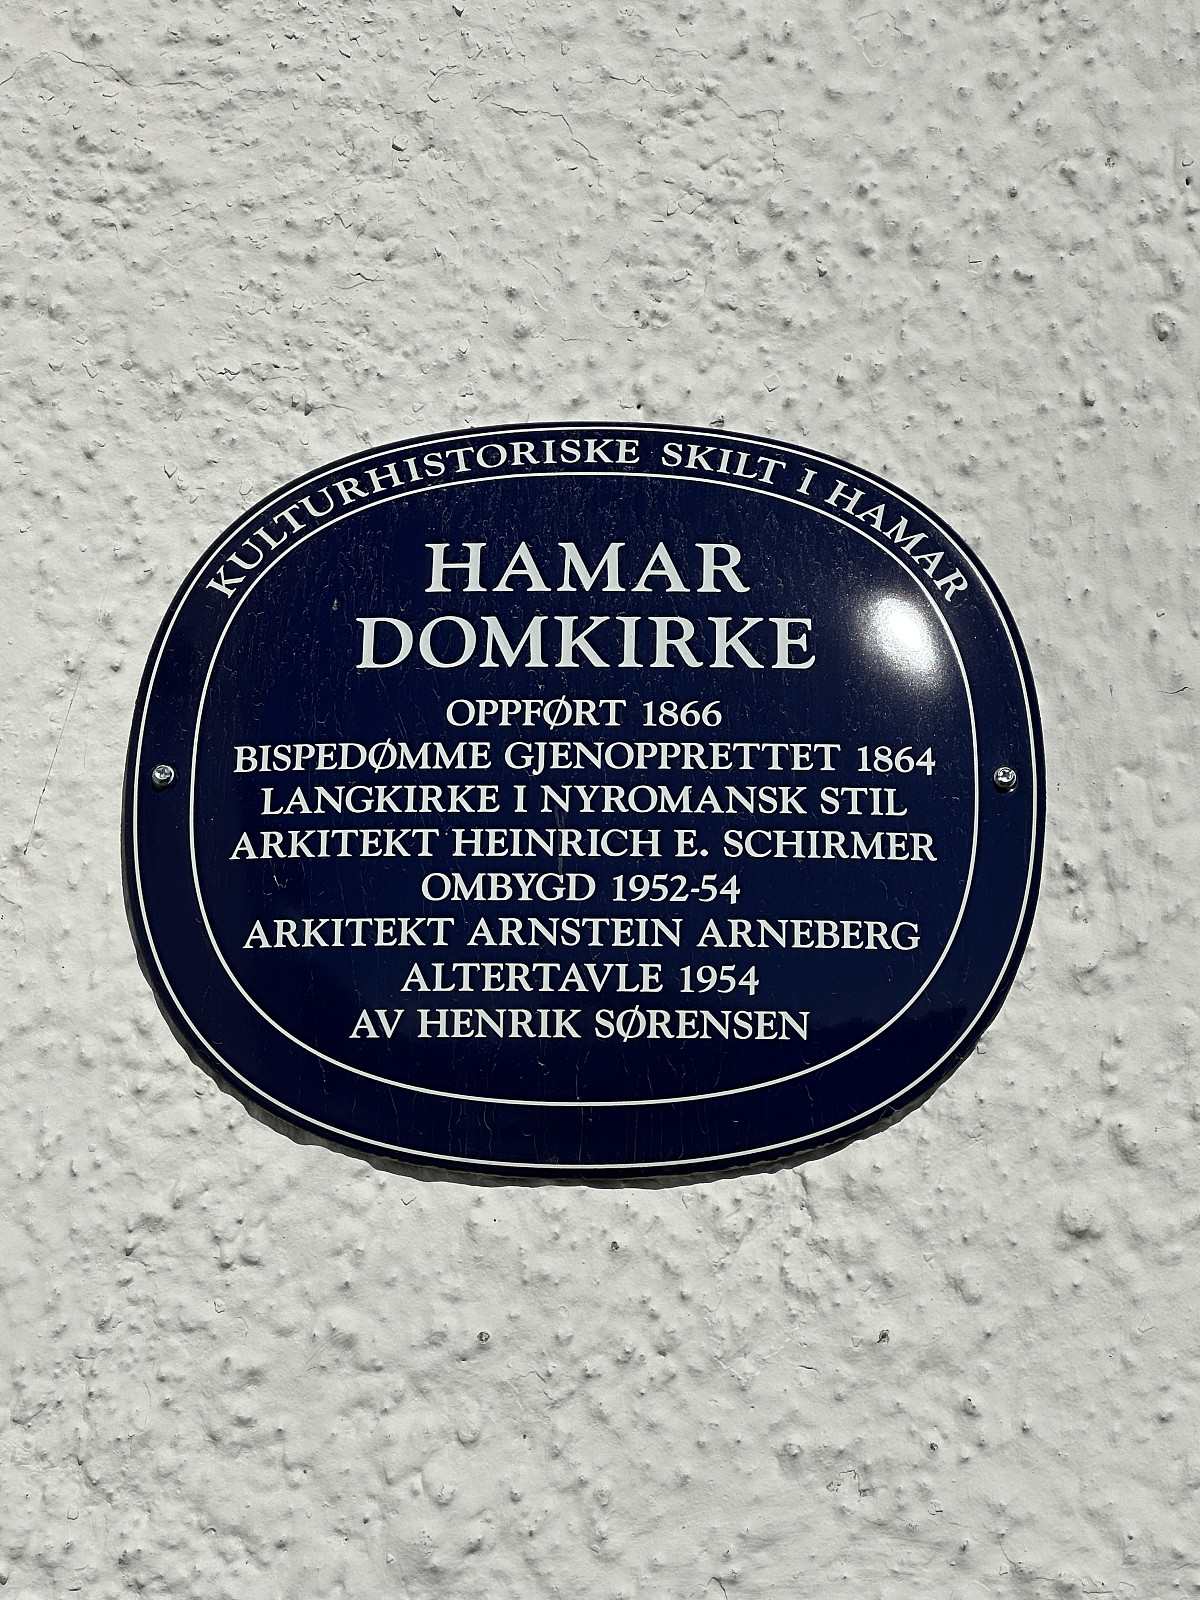 KULTURHISTORISKE SKILT I HAMAR
HAMAR
DOMKIRKE
OPPFØRT 1866
BISPEDØMME GJENOPPRETTET 1864
LANGKIRKE I NYROMANSK STIL
ARKITEKT HEINRICH E. SCHIRMER
OMBYGD 1952-54
ARKITEKT ARNSTEIN ARNEBERG
ALTERTAVLE 1954
AV HENRIK SØRENSEN